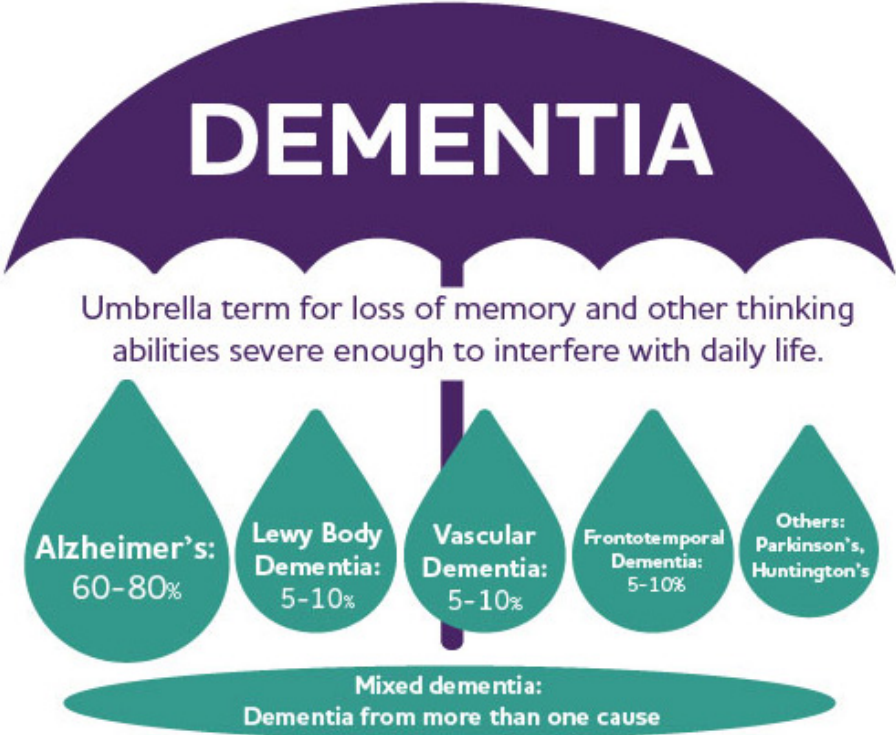 DEMENTIA
Umbrella term for loss of memory and other thinking
abilities severe enough to interfere with daily life.
Alzheimer's:
60-80%
Lewy Body
Dementia:
5-10%
Vascular
Dementia:
5-10%
Frontotemporal
Dementia:
5-10%
Others:
Parkinson's,
Huntington's
Mixed dementia:
Dementia from more than one cause